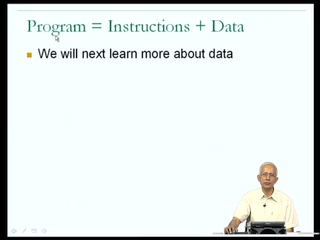 Program = Instructions + Data
We will next learn more about data